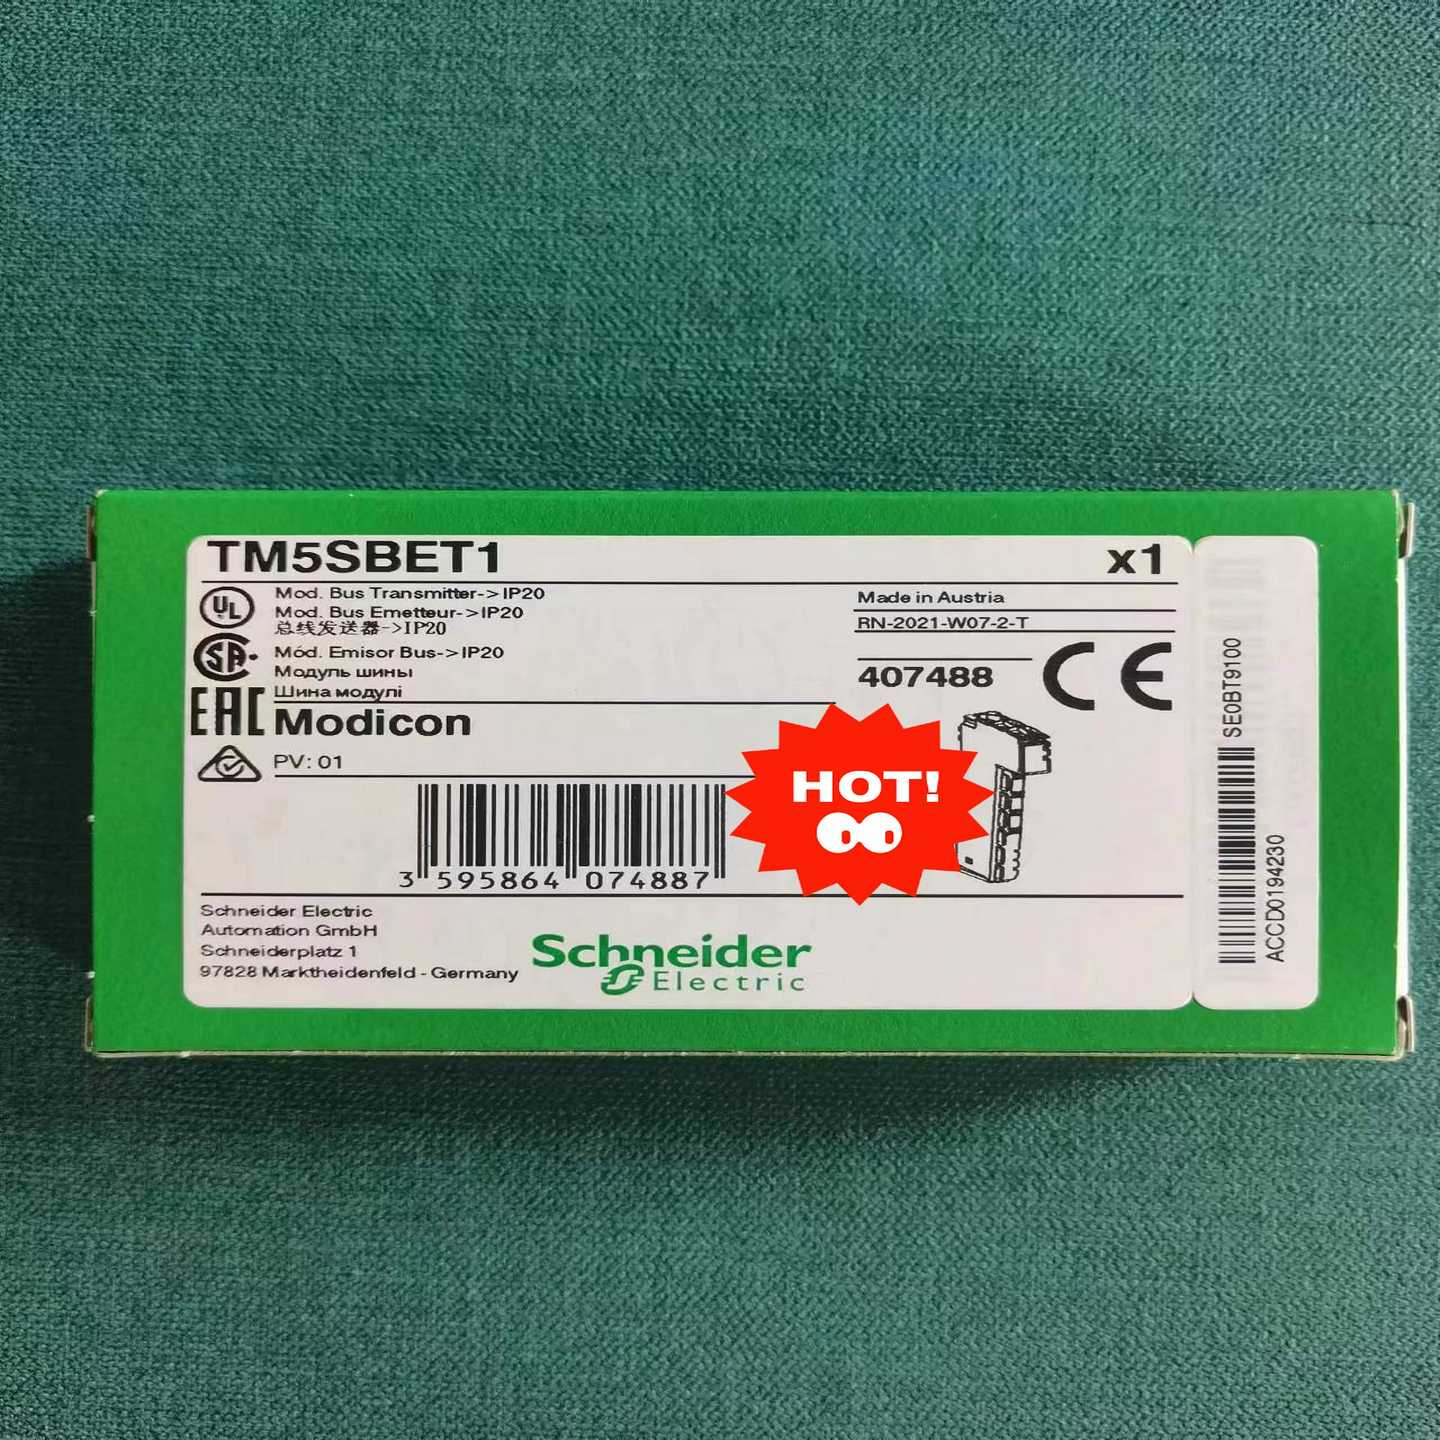 TM5SBET1
x1
Mod. Bus Transmitter->IP20
Mod. Bus Emetteur->IP20
总线发送器->IP20
Mód. Emisor Bus->IP20
Модуль шины
Шина модулі
Modicon
PV: 01
Made in Austria
RN-2021-W07-2-T
407488
CE
UL
SA
EAC
HOT!
3 595864 074887
Schneider Electric
Automation GmbH
Schneiderplatz 1
97828 Marktheidenfeld - Germany
Schneider
Electric
SE0BT9100
ACCD0194230